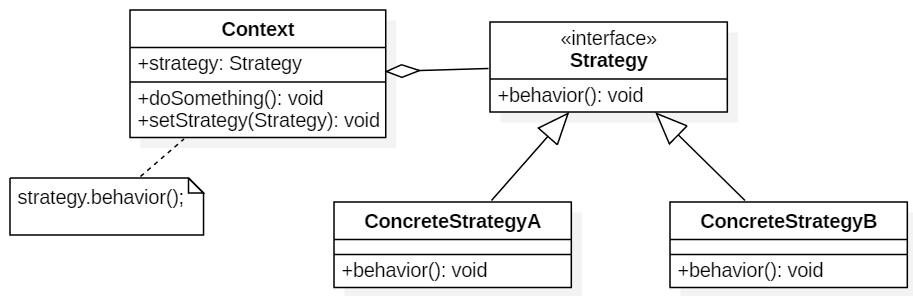 Context
+strategy: Strategy
+doSomething(): void
+setStrategy(Strategy): void
«interface»
Strategy
+behavior(): void
strategy.behavior();
ConcreteStrategyA
+behavior(): void
ConcreteStrategyB
+behavior(): void